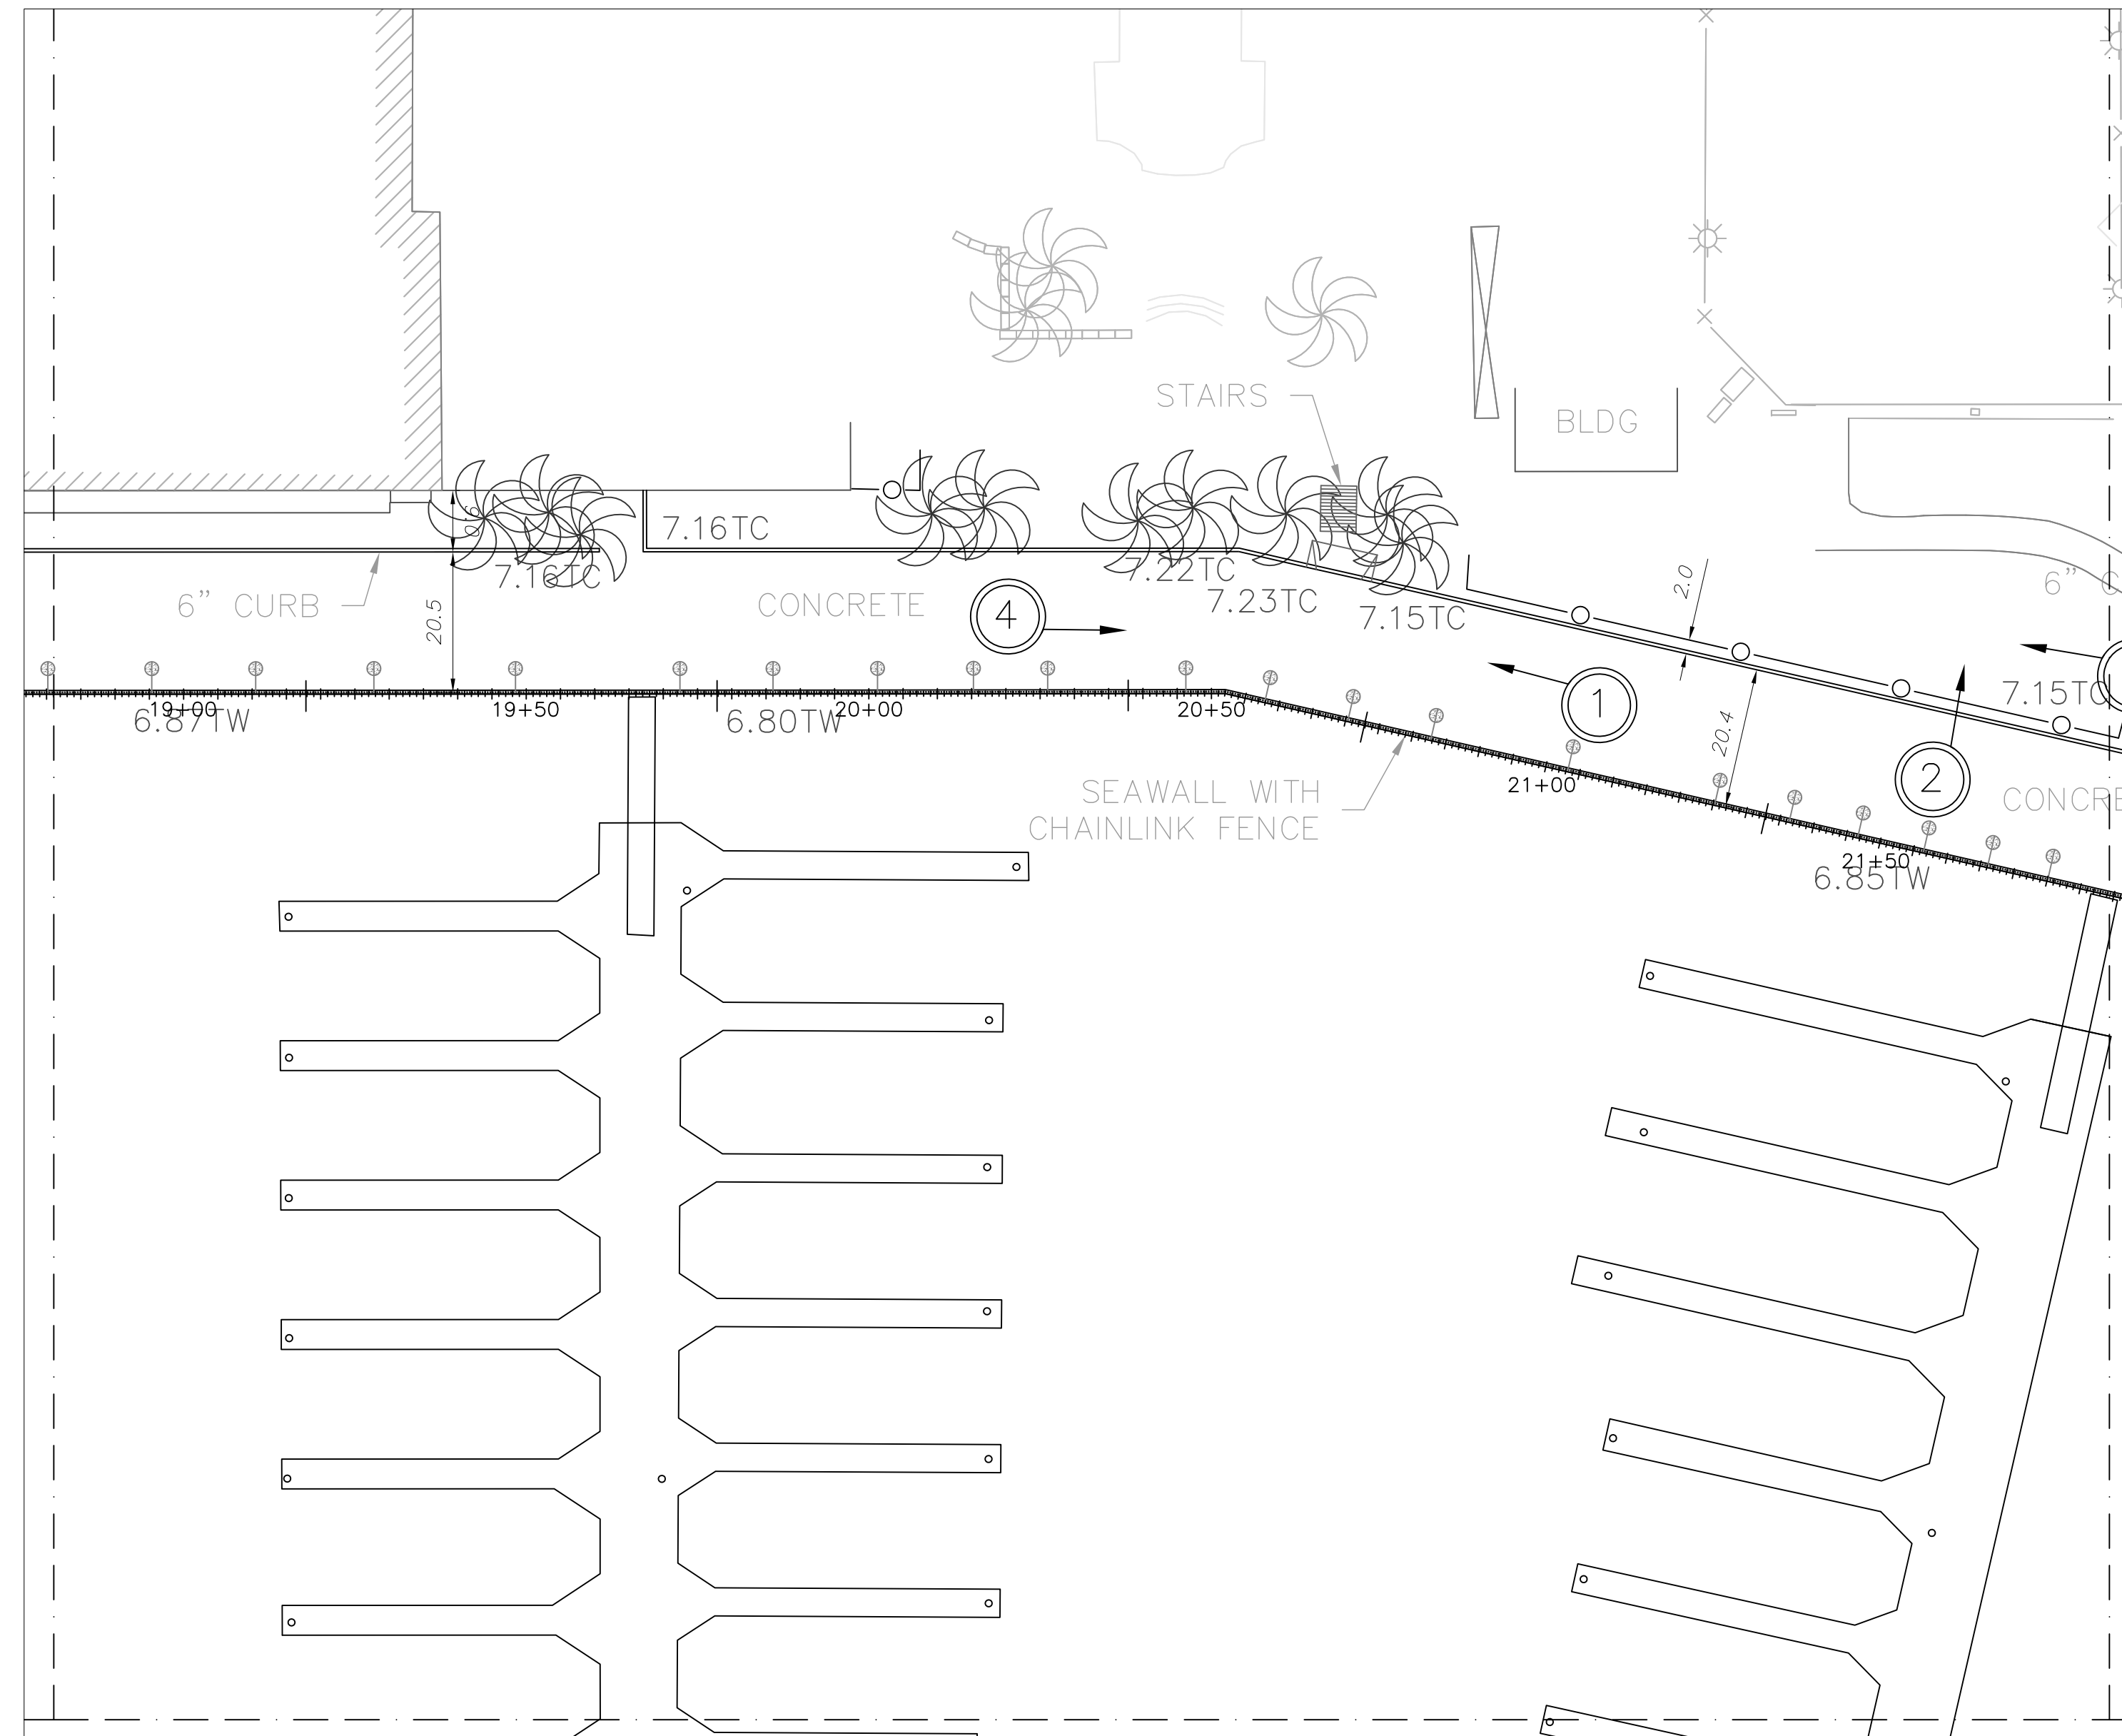 STAIRS
BLDG
7.16TC
7.16TC
7.22TC
6" CURB
CONCRETE
4
7.23TC
7.15TC
2.0
6" C
20.5
1
7.15TC
19+00
6.87TW
19+50
6.80TW
20+00
20+50
20.4
2
SEAWALL WITH
CHAINLINK FENCE
21+00
CONCRE
21+50
6.85TW